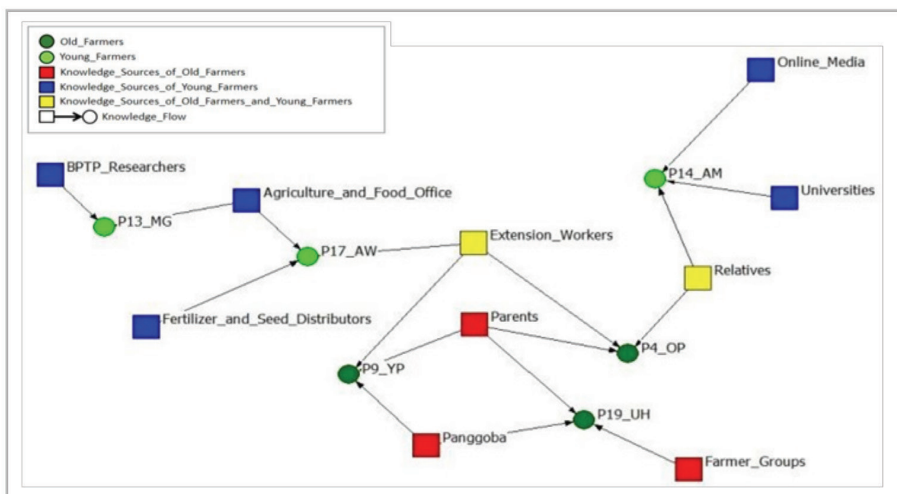 Old_Farmers
Young_Farmers
Knowledge_Sources_of_Old_Farmers
Knowledge_Sources_of_Young_Farmers
Knowledge_Sources_of_Old_Farmers_and_Young_Farmers
Knowledge_Flow
Online_Media
BPTP_Researchers
P14_AM
Agriculture_and_Food_Office
Universities
P13_MG
Extension_Workers
P17_AW
Relatives
Fertilizer_and_Seed_Distributors
Parents
P4_OP
P9_YP
P19_UH
Panggoba
Farmer_Groups